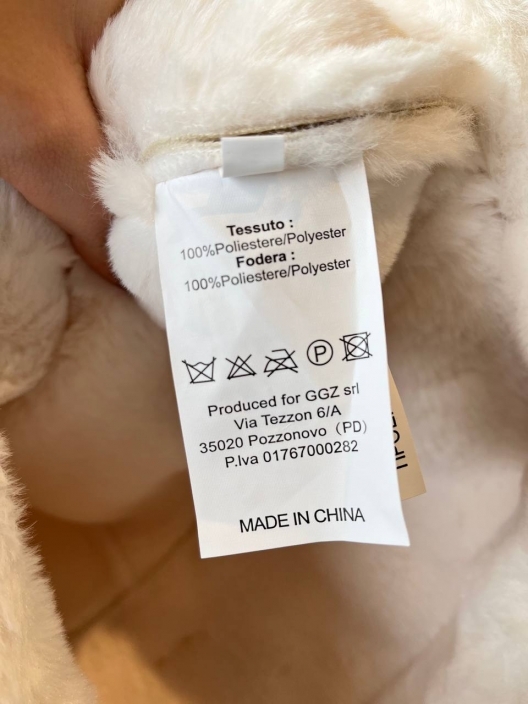 Tessuto :
100%Poliestere/Polyester
Fodera :
100%Poliestere/Polyester
P
Produced for GGZ srl
Via Tezzon 6/A
35020 Pozzonovo（PD）
P.Iva 01767000282
MADE IN CHINA